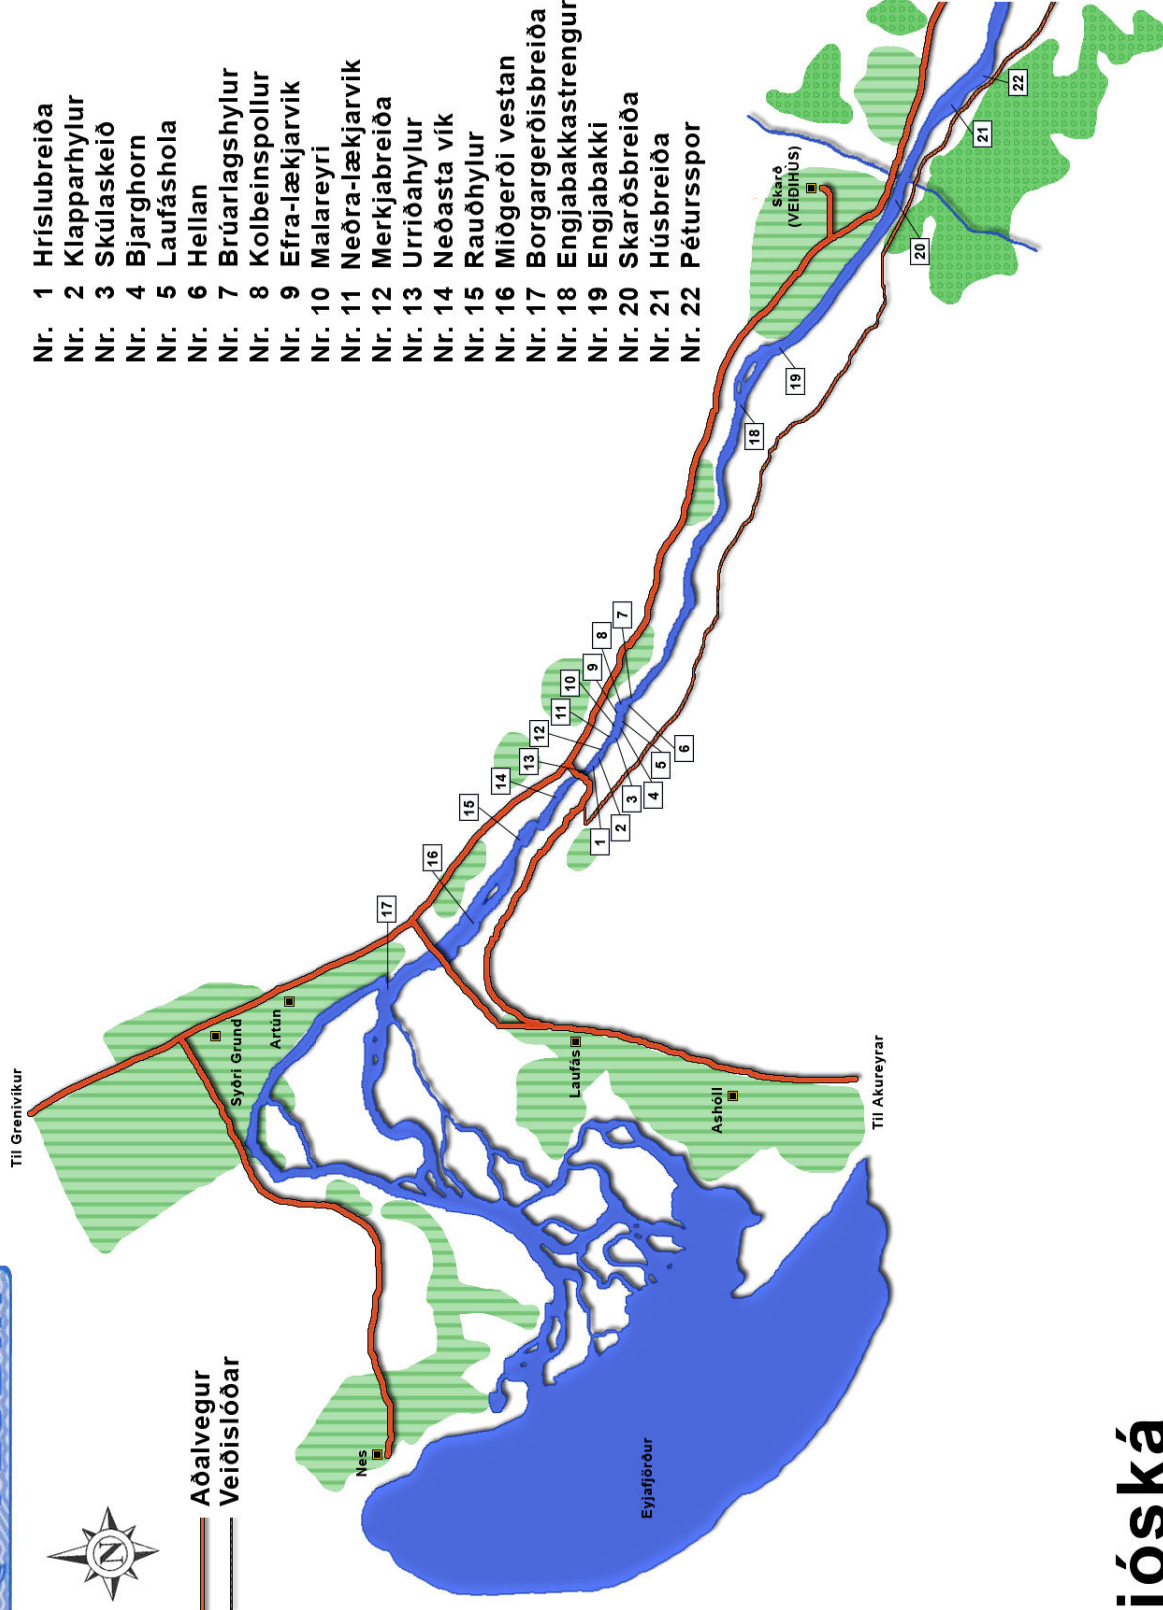 Nr. 1 Hríslubreiða
Nr. 2 Klapparhylur
Nr. 3 Skúlaskeið
Nr. 4 Bjarghorn
Nr. 5 Laufáshola
Nr. 6 Hellan
Nr. 7 Brúarlagshylur
Nr. 8 Kolbeinspollur
Nr. 9 Efra-lækjarvik
Nr. 10 Malareyri
Nr. 11 Neðra-lækjarvik
Nr. 12 Merkjabreiða
Nr. 13 Urriðahylur
Nr. 14 Neðasta vík
Nr. 15 Rauðhylur
Nr. 16 Miðgerði vestan
Nr. 17 Borgargerðisbreiða
Nr. 18 Engjabakkastrengur
Nr. 19 Engjabakki
Nr. 20 Skarðsbreiða
Nr. 21 Húsbreiða
Nr. 22 Pétursspor
N
Aðalvegur
Veiðislóðar
Til Grenivíkur
Syðri Grund
Artún
Nes
Laufás
Ashóll
Til Akureyrar
Eyjafjörður
Skarð
(VEIÐIHÚS)
17
16
15
14
13
12
11
10
9
8
7
1
2
3
4
5
6
18
19
20
21
22
jóská